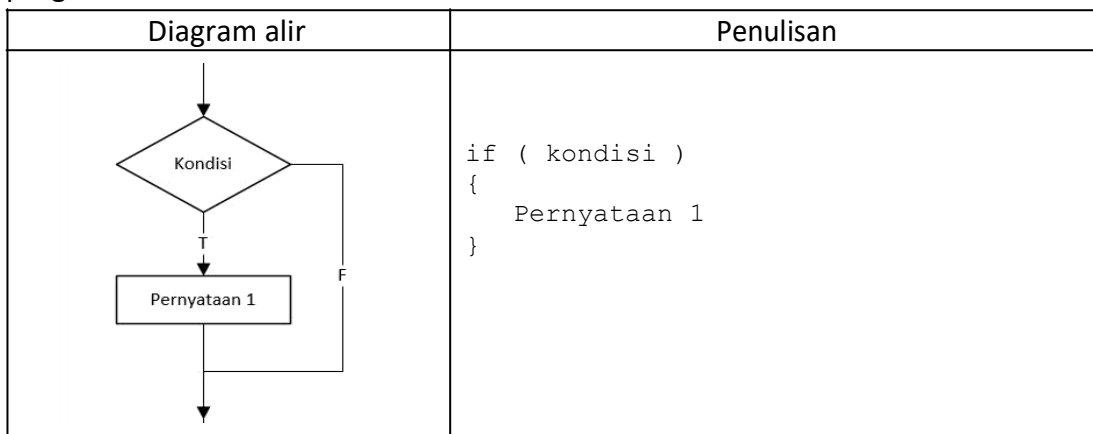 Diagram alir
Penulisan
Kondisi
T
F
Pernyataan 1
if ( kondisi )
{
Pernyataan 1
}